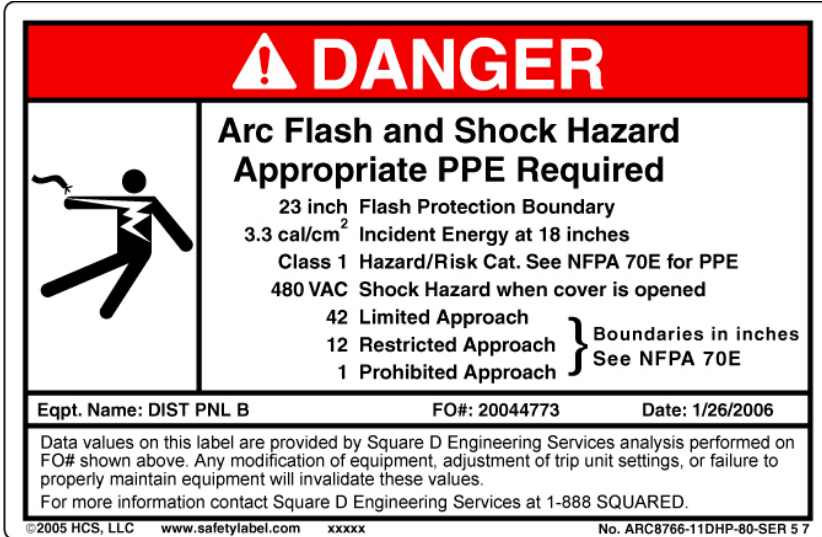 DANGER
Arc Flash and Shock Hazard
Appropriate PPE Required
23 inch Flash Protection Boundary
3.3 cal/cm² Incident Energy at 18 inches
Class 1 Hazard/Risk Cat. See NFPA 70E for PPE
480 VAC Shock Hazard when cover is opened
42 Limited Approach
12 Restricted Approach
1 Prohibited Approach
Boundaries in inches
See NFPA 70E
Eqpt. Name: DIST PNL B FO#: 20044773 Date: 1/26/2006
Data values on this label are provided by Square D Engineering Services analysis performed on
FO# shown above. Any modification of equipment, adjustment of trip unit settings, or failure to
properly maintain equipment will invalidate these values.
For more information contact Square D Engineering Services at 1-888 SQUARED.
©2005 HCS, LLC www.safetylabel.com xxxxx No. ARC8766-11DHP-80-SER 5 7